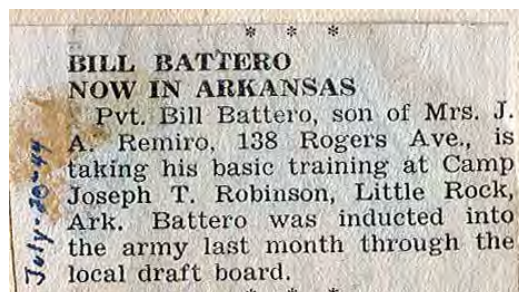 * * *
BILL BATTERO
NOW IN ARKANSAS
Pvt. Bill Battero, son of Mrs. J.
A. Remiro, 138 Rogers Ave., is
taking his basic training at Camp
Joseph T. Robinson, Little Rock,
Ark. Battero was inducted into
the army last month through the
local draft board.
* * *
July-20-44